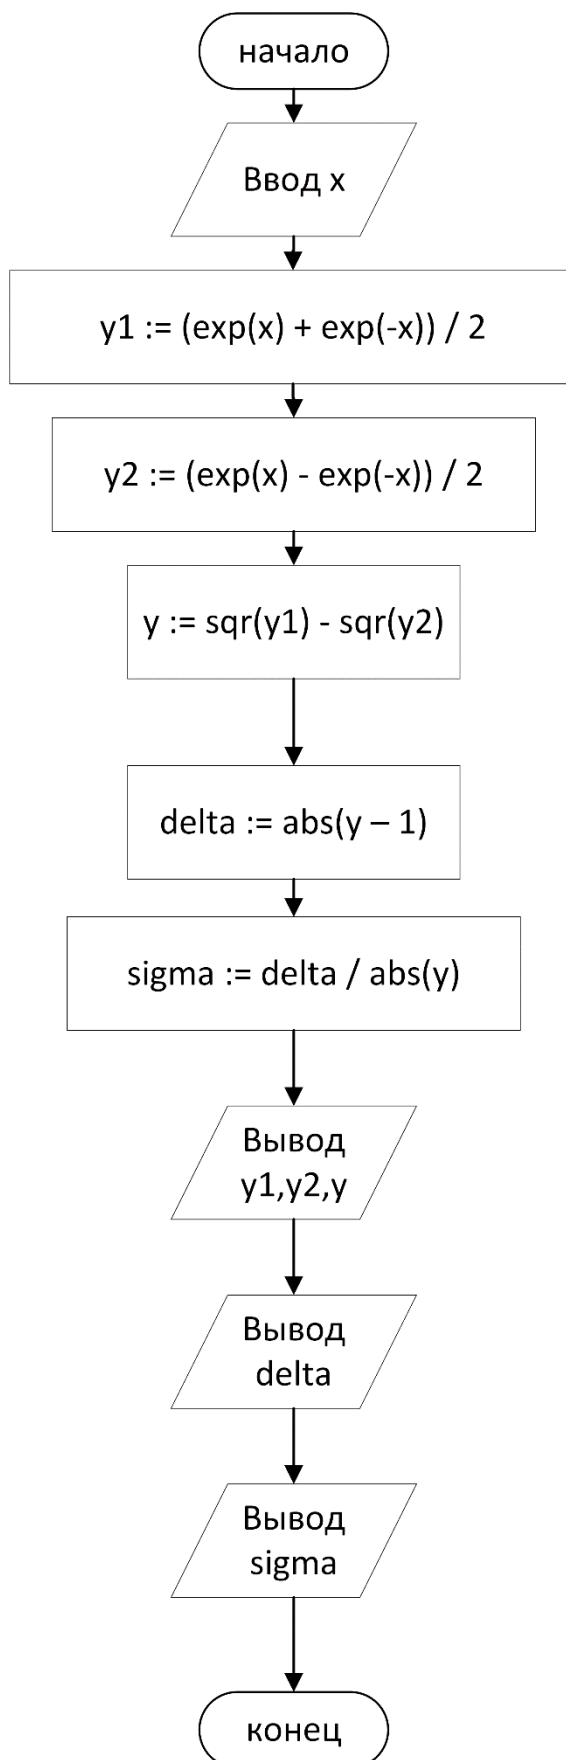 начало
Ввод x
y1 := (exp(x) + exp(-x)) / 2
y2 := (exp(x) - exp(-x)) / 2
y := sqr(y1) - sqr(y2)
delta := abs(y – 1)
sigma := delta / abs(y)
Вывод
y1,y2,y
Вывод
delta
Вывод
sigma
конец